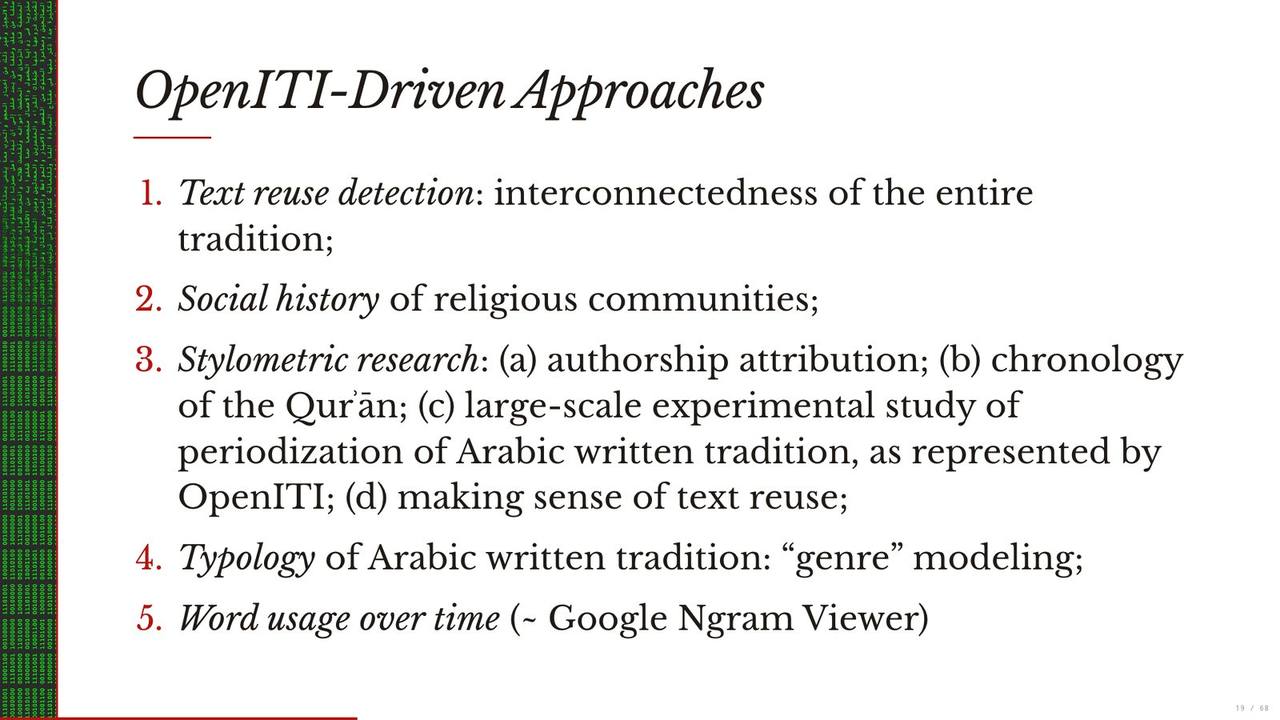 OpenITI-Driven Approaches
1. Text reuse detection: interconnectedness of the entire
tradition;
2. Social history of religious communities;
3. Stylometric research: (a) authorship attribution; (b) chronology
of the Qurʾān; (c) large-scale experimental study of
periodization of Arabic written tradition, as represented by
OpenITI; (d) making sense of text reuse;
4. Typology of Arabic written tradition: “genre” modeling;
5. Word usage over time (~ Google Ngram Viewer)
19 / 68